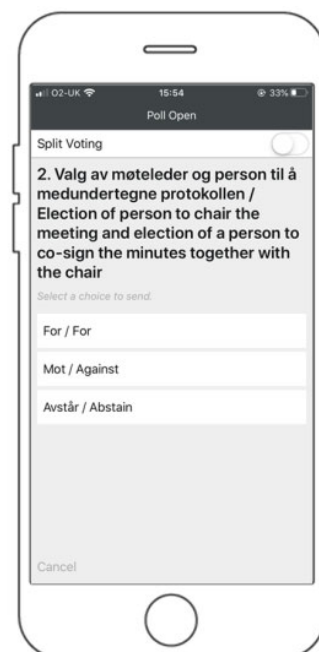 O2-UK 15:54 33%
Poll Open
Split Voting
2. Valg av møteleder og person til å
medundertegne protokollen /
Election of person to chair the
meeting and election of a person to
co-sign the minutes together with
the chair
Select a choice to send.
For / For
Mot / Against
Avstår / Abstain
Cancel